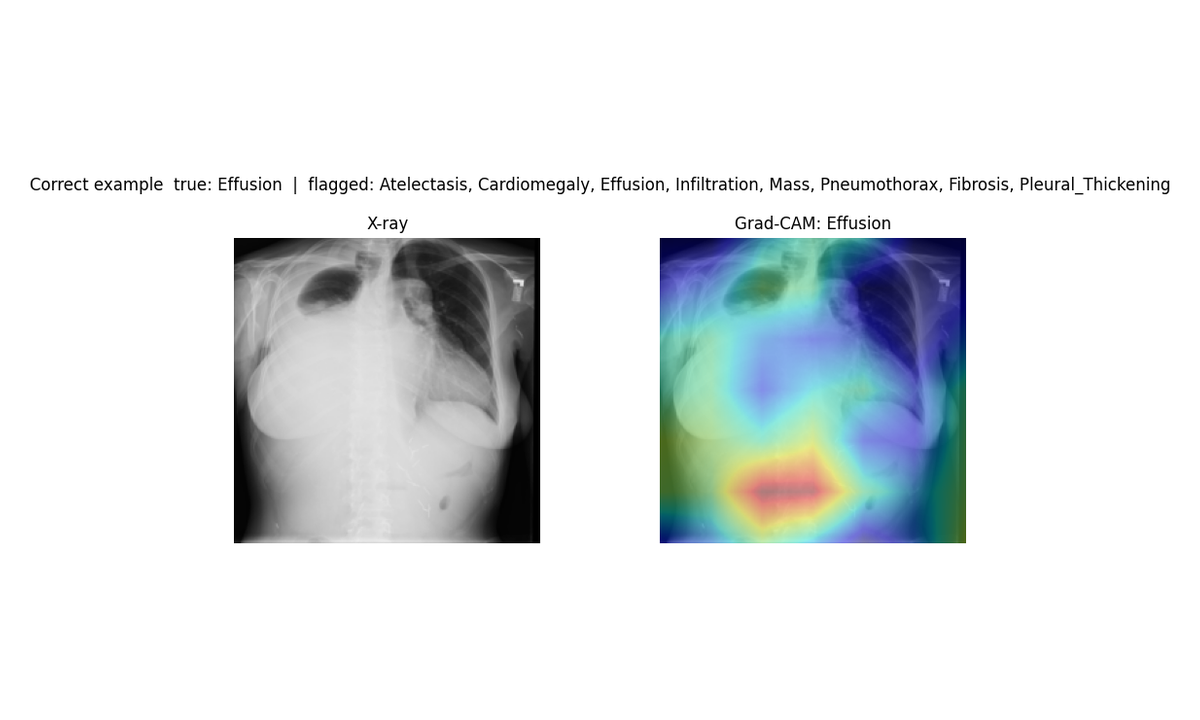 Correct example  true: Effusion  |  flagged: Atelectasis, Cardiomegaly, Effusion, Infiltration, Mass, Pneumothorax, Fibrosis, Pleural_Thickening
X-ray
Grad-CAM: Effusion